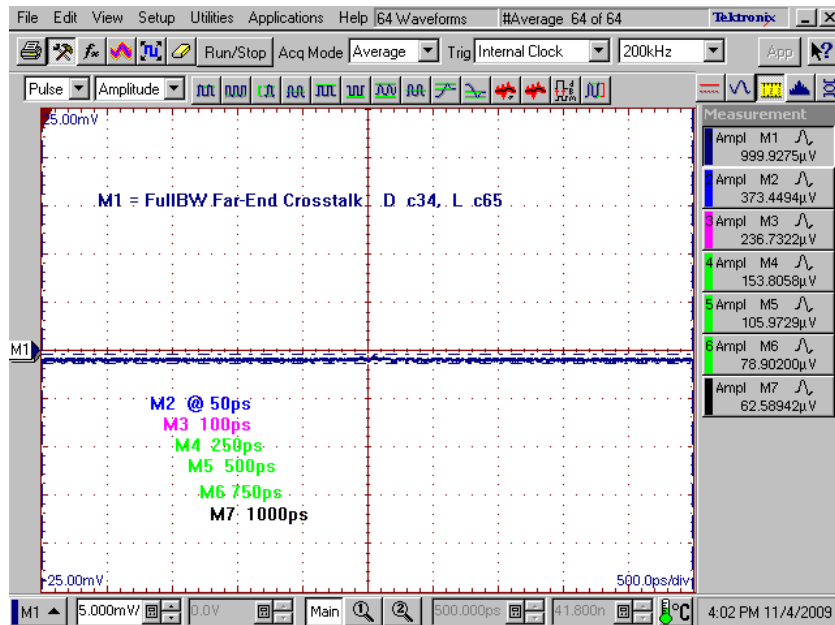 File Edit View Setup Utilities Applications Help 64 Waveforms #Average 64 of 64 Tektronix
Run/Stop Acq Mode Average Trig Internal Clock 200kHz App
Pulse Amplitude
25.00mV
M1 = FullBW Far-End Crosstalk D c34, L c65
M1
M2 @ 50ps
M3 100ps
M4 250ps
M5 500ps
M6 750ps
M7 1000ps
-25.00mV 500.0ps/div
Measurement
Ampl M1
999.9275µV
2 Ampl M2
373.4494µV
3 Ampl M3
236.7322µV
4 Ampl M4
153.8058µV
5 Ampl M5
105.9729µV
6 Ampl M6
78.90200µV
Ampl M7
62.58942µV
M1 5.000mV/ 0.0V Main 1 2 500.000ps 41.800n °C 4:02 PM 11/4/2009